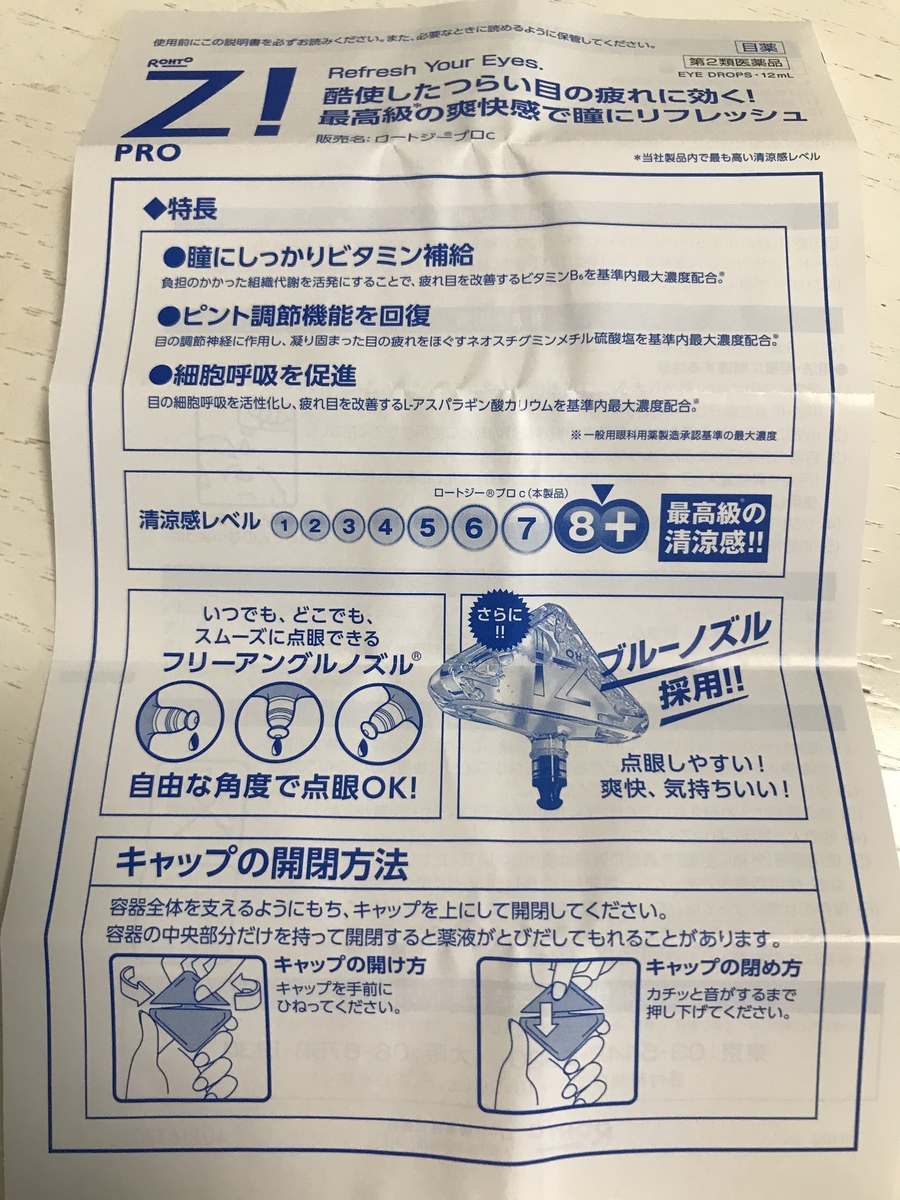 使用前にこの説明書を必ずお読みください。また、必要なときに読めるように保管してください。
目薬
第2類医薬品
EYE DROPS・12mL
ROHTO
Z!
PRO
Refresh Your Eyes.
酷使したつらい目の疲れに効く!
最高級*の爽快感で瞳にリフレッシュ
販売名: ロートジー®プロc
*当社製品内で最も高い清涼感レベル
◆特長
●瞳にしっかりビタミン補給
負担のかかった組織代謝を活発にすることで、疲れ目を改善するビタミンB6を基準内最大濃度配合。※
●ピント調節機能を回復
目の調節神経に作用し、凝り固まった目の疲れをほぐすネオスチグミンメチル硫酸塩を基準内最大濃度配合。※
●細胞呼吸を促進
目の細胞呼吸を活性化し、疲れ目を改善するL-アスパラギン酸カリウムを基準内最大濃度配合。※
※一般用眼科用薬製造承認基準の最大濃度
ロートジー®プロc(本製品)
清涼感レベル 1 2 3 4 5 6 7 8+
最高級*の
清涼感!!
いつでも、どこでも、
スムーズに点眼できる
フリーアングルノズル®
自由な角度で点眼OK!
さらに
!!
ブルーノズル
採用!!
点眼しやすい!
爽快、気持ちいい!
キャップの開閉方法
容器全体を支えるようにもち、キャップを上にして開閉してください。
容器の中央部分だけを持って開閉すると薬液がとびだしてもれることがあります。
キャップの開け方
キャップを手前に
ひねってください。
キャップの閉め方
カチッと音がするまで
押し下げてください。